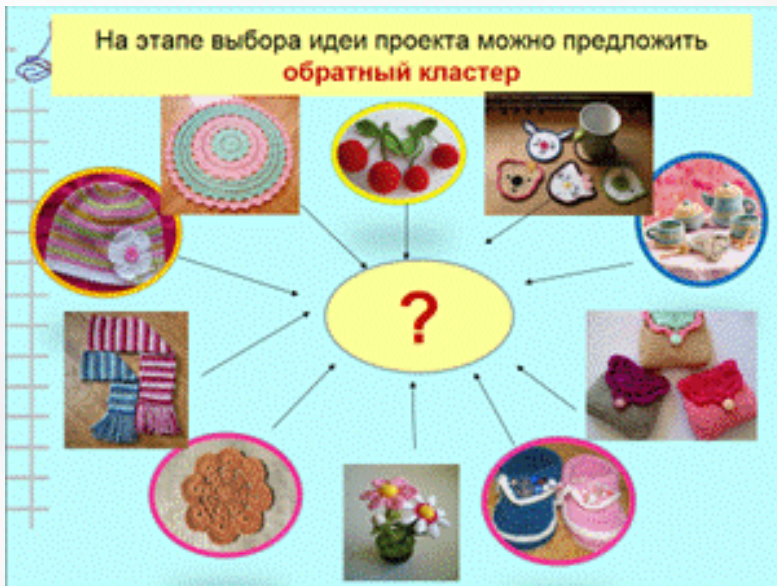 На этапе выбора идеи проекта можно предложить
обратный кластер
?